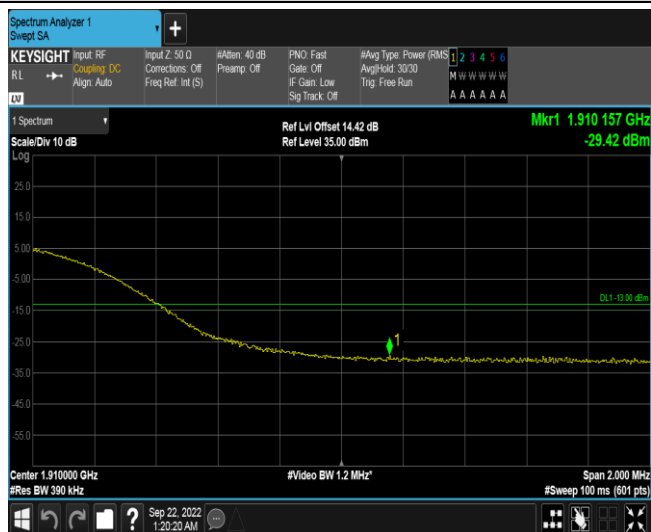 Spectrum Analyzer 1
Swept SA
KEYSIGHT
RL
LXI
Input: RF
Coupling: DC
Align: Auto
Input Z: 50 Ω
Corrections: Off
Freq Ref: Int (S)
#Atten: 40 dB
Preamp: Off
PNO: Fast
Gate: Off
IF Gain: Low
Sig Track: Off
#Avg Type: Power (RMS
Avg|Hold: 30/30
Trig: Free Run
1 2 3 4 5 6
M W W W W W
A A A A A A
1 Spectrum
Scale/Div 10 dB
Ref Lvl Offset 14.42 dB
Ref Level 35.00 dBm
Mkr1 1.910 157 GHz
-29.42 dBm
Log
25.0
15.0
5.00
-5.00
DL1 -13.00 dBm
-15.0
-25.0
1
-35.0
-45.0
-55.0
Center 1.910000 GHz
#Video BW 1.2 MHz*
Span 2.000 MHz
#Res BW 390 kHz
#Sweep 100 ms (601 pts)
?
Sep 22, 2022
1:20:20 AM